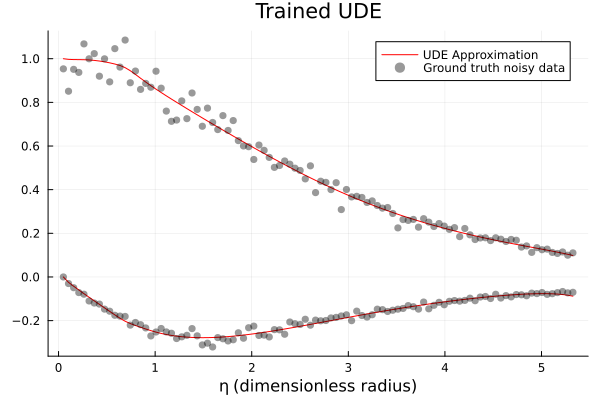 Trained UDE
UDE Approximation
Ground truth noisy data
1.0
0.8
0.6
0.4
0.2
0.0
−0.2
0 1 2 3 4 5
η (dimensionless radius)